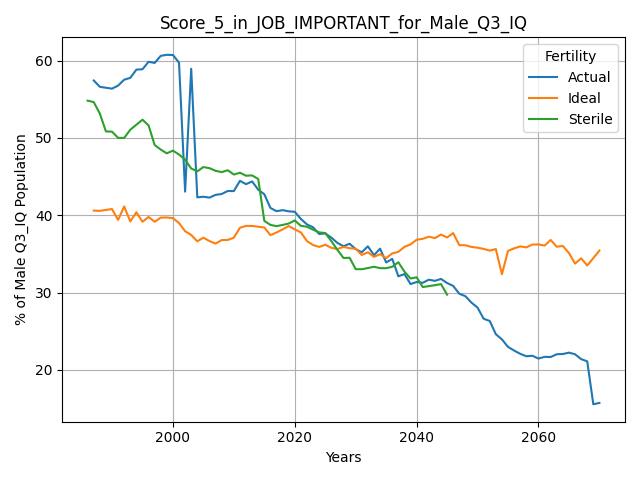 Score_5_in_JOB_IMPORTANT_for_Male_Q3_IQ
% of Male Q3_IQ Population
60
50
40
30
20
Fertility
Actual
Ideal
Sterile
2000
2020
2040
2060
Years